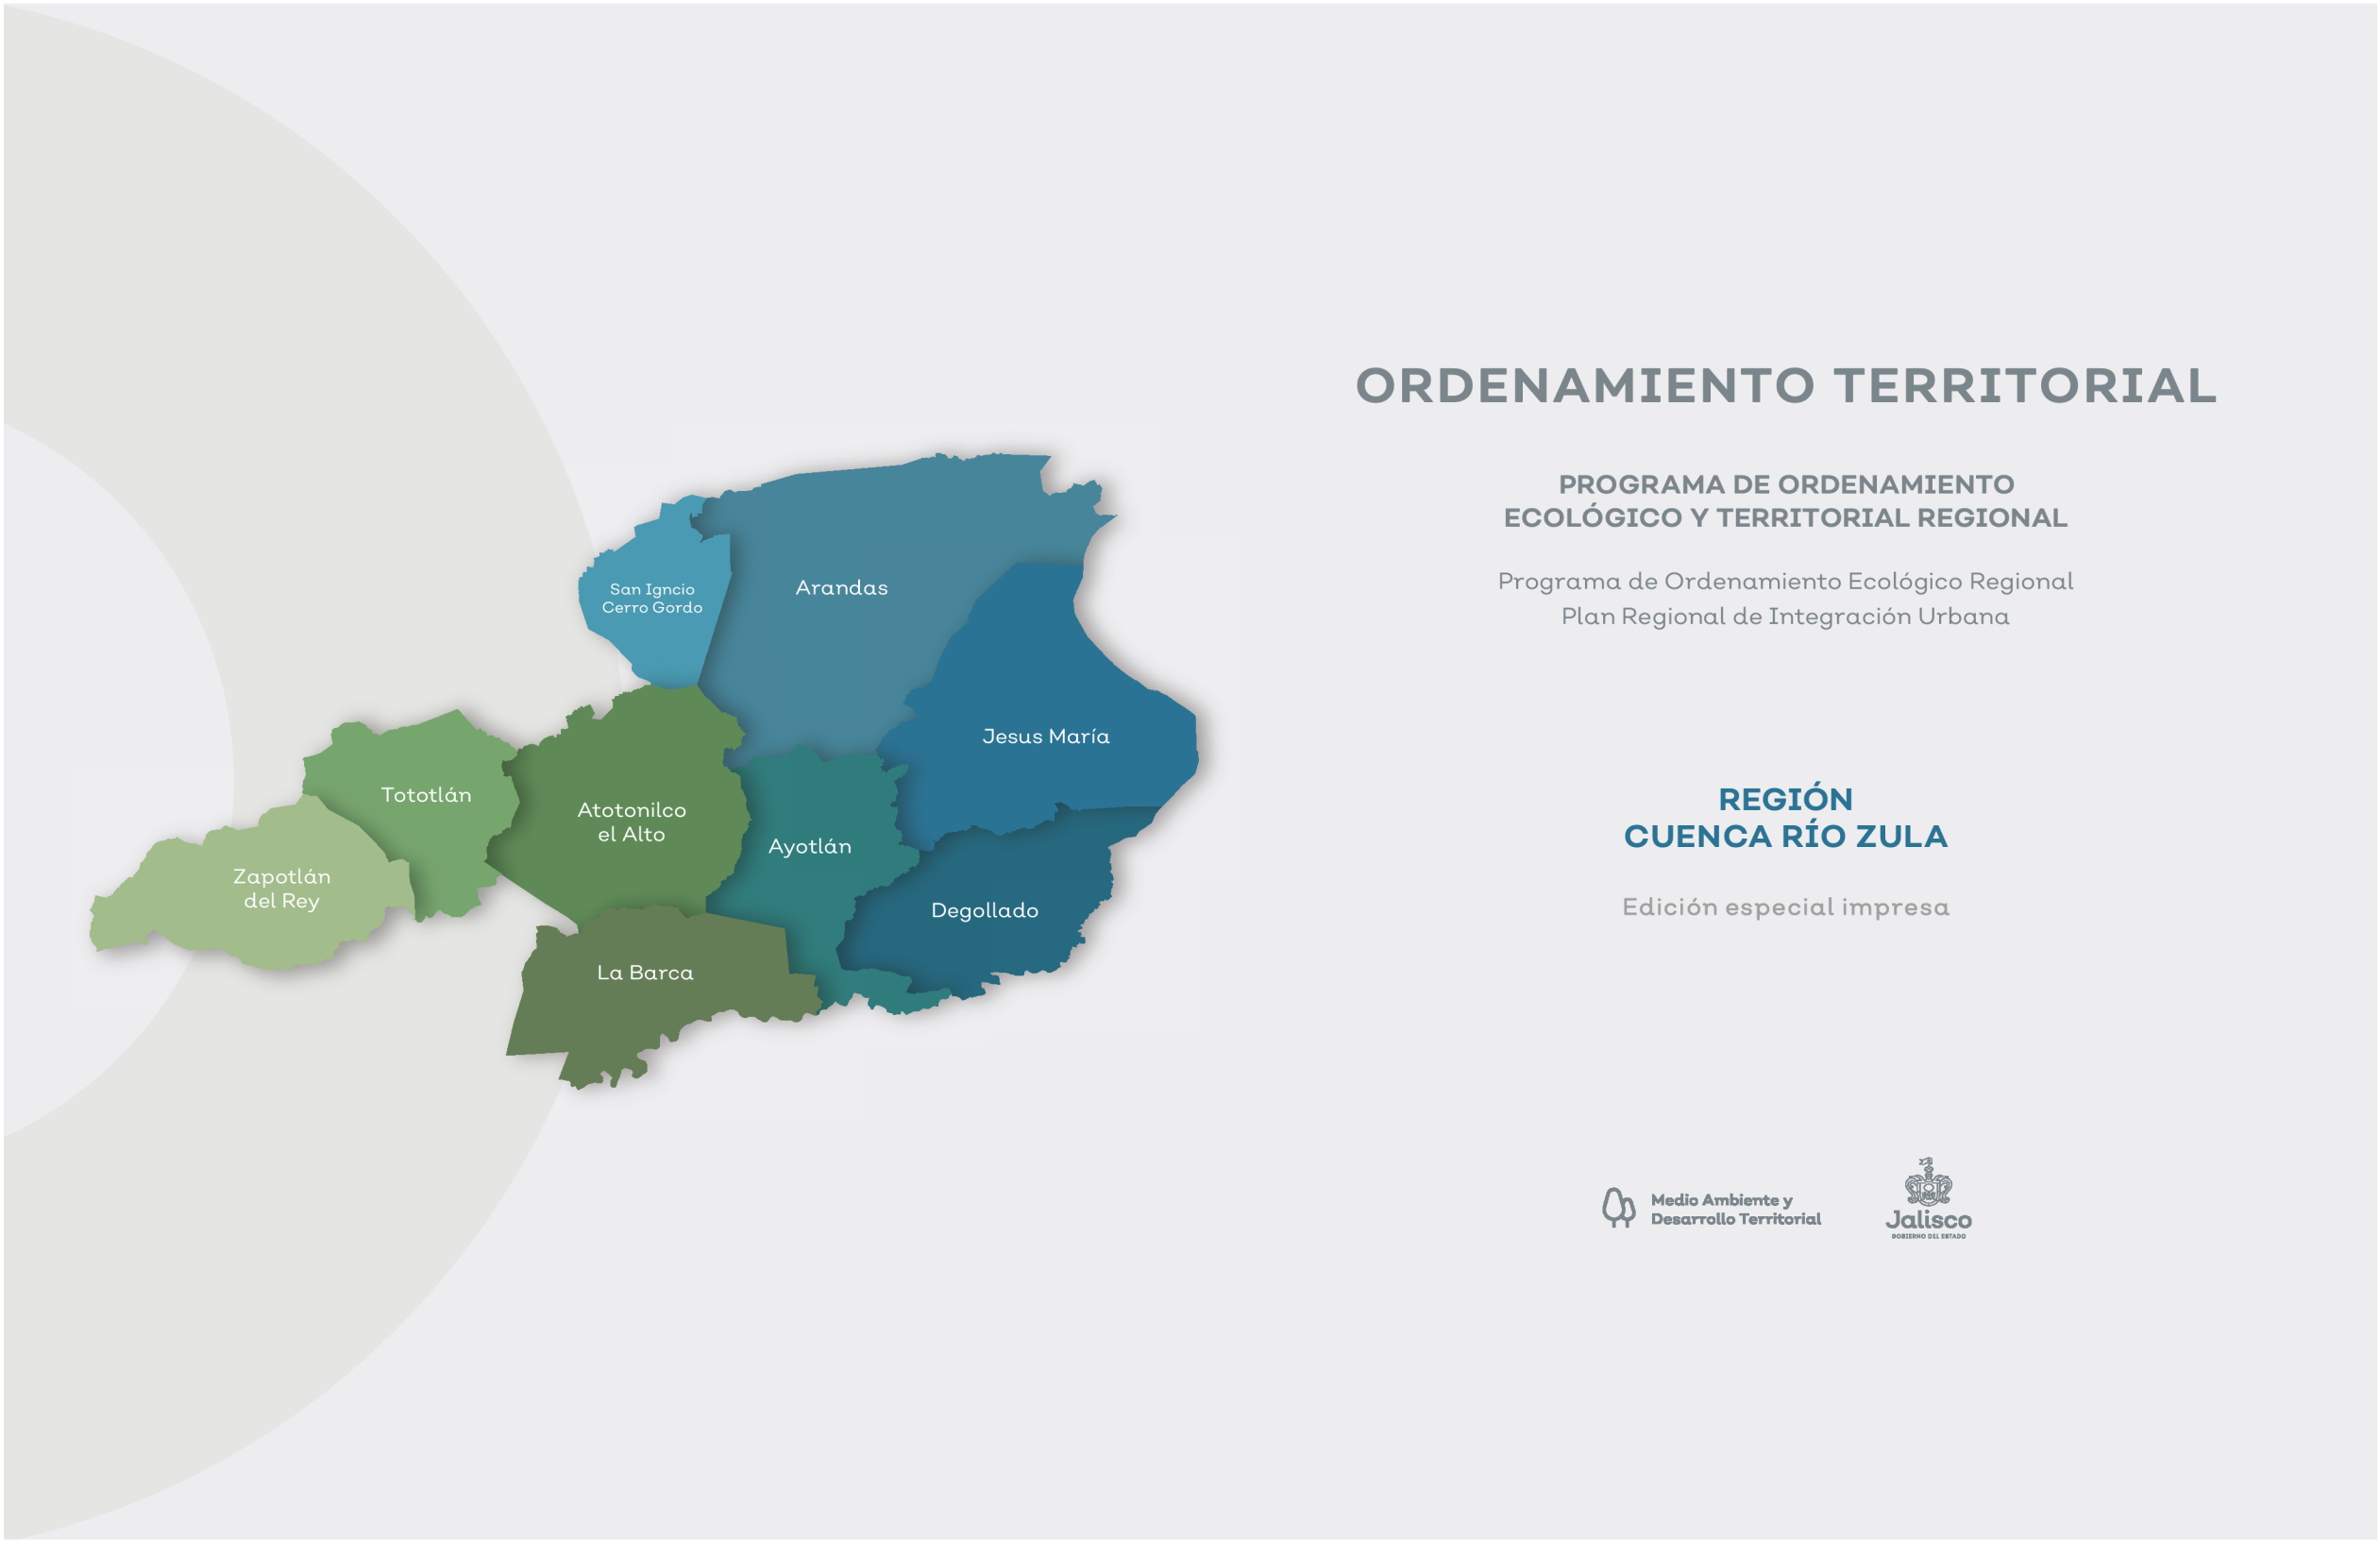 ORDENAMIENTO TERRITORIAL
PROGRAMA DE ORDENAMIENTO
ECOLÓGICO Y TERRITORIAL REGIONAL
Programa de Ordenamiento Ecológico Regional
Plan Regional de Integración Urbana
REGIÓN
CUENCA RÍO ZULA
Edición especial impresa
San Igncio
Cerro Gordo
Arandas
Jesus María
Tototlán
Atotonilco
el Alto
Ayotlán
Zapotlán
del Rey
Degollado
La Barca
Medio Ambiente y
Desarrollo Territorial
Jalisco
GOBIERNO DEL ESTADO